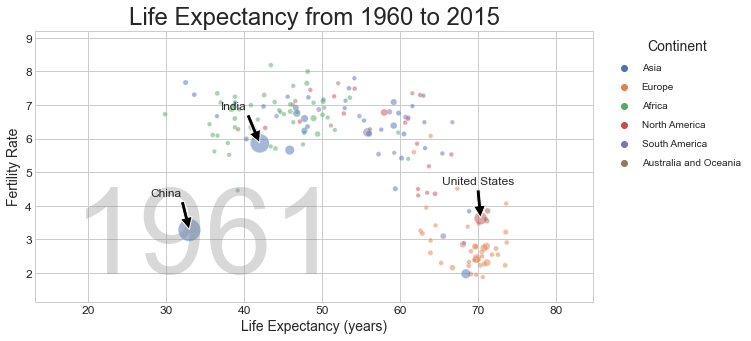 Life Expectancy from 1960 to 2015
Continent
Asia
Europe
Africa
North America
South America
Australia and Oceania
Fertility Rate
9
8
7
6
5
4
3
2
India
China
United States
1961
20
30
40
50
60
70
80
Life Expectancy (years)